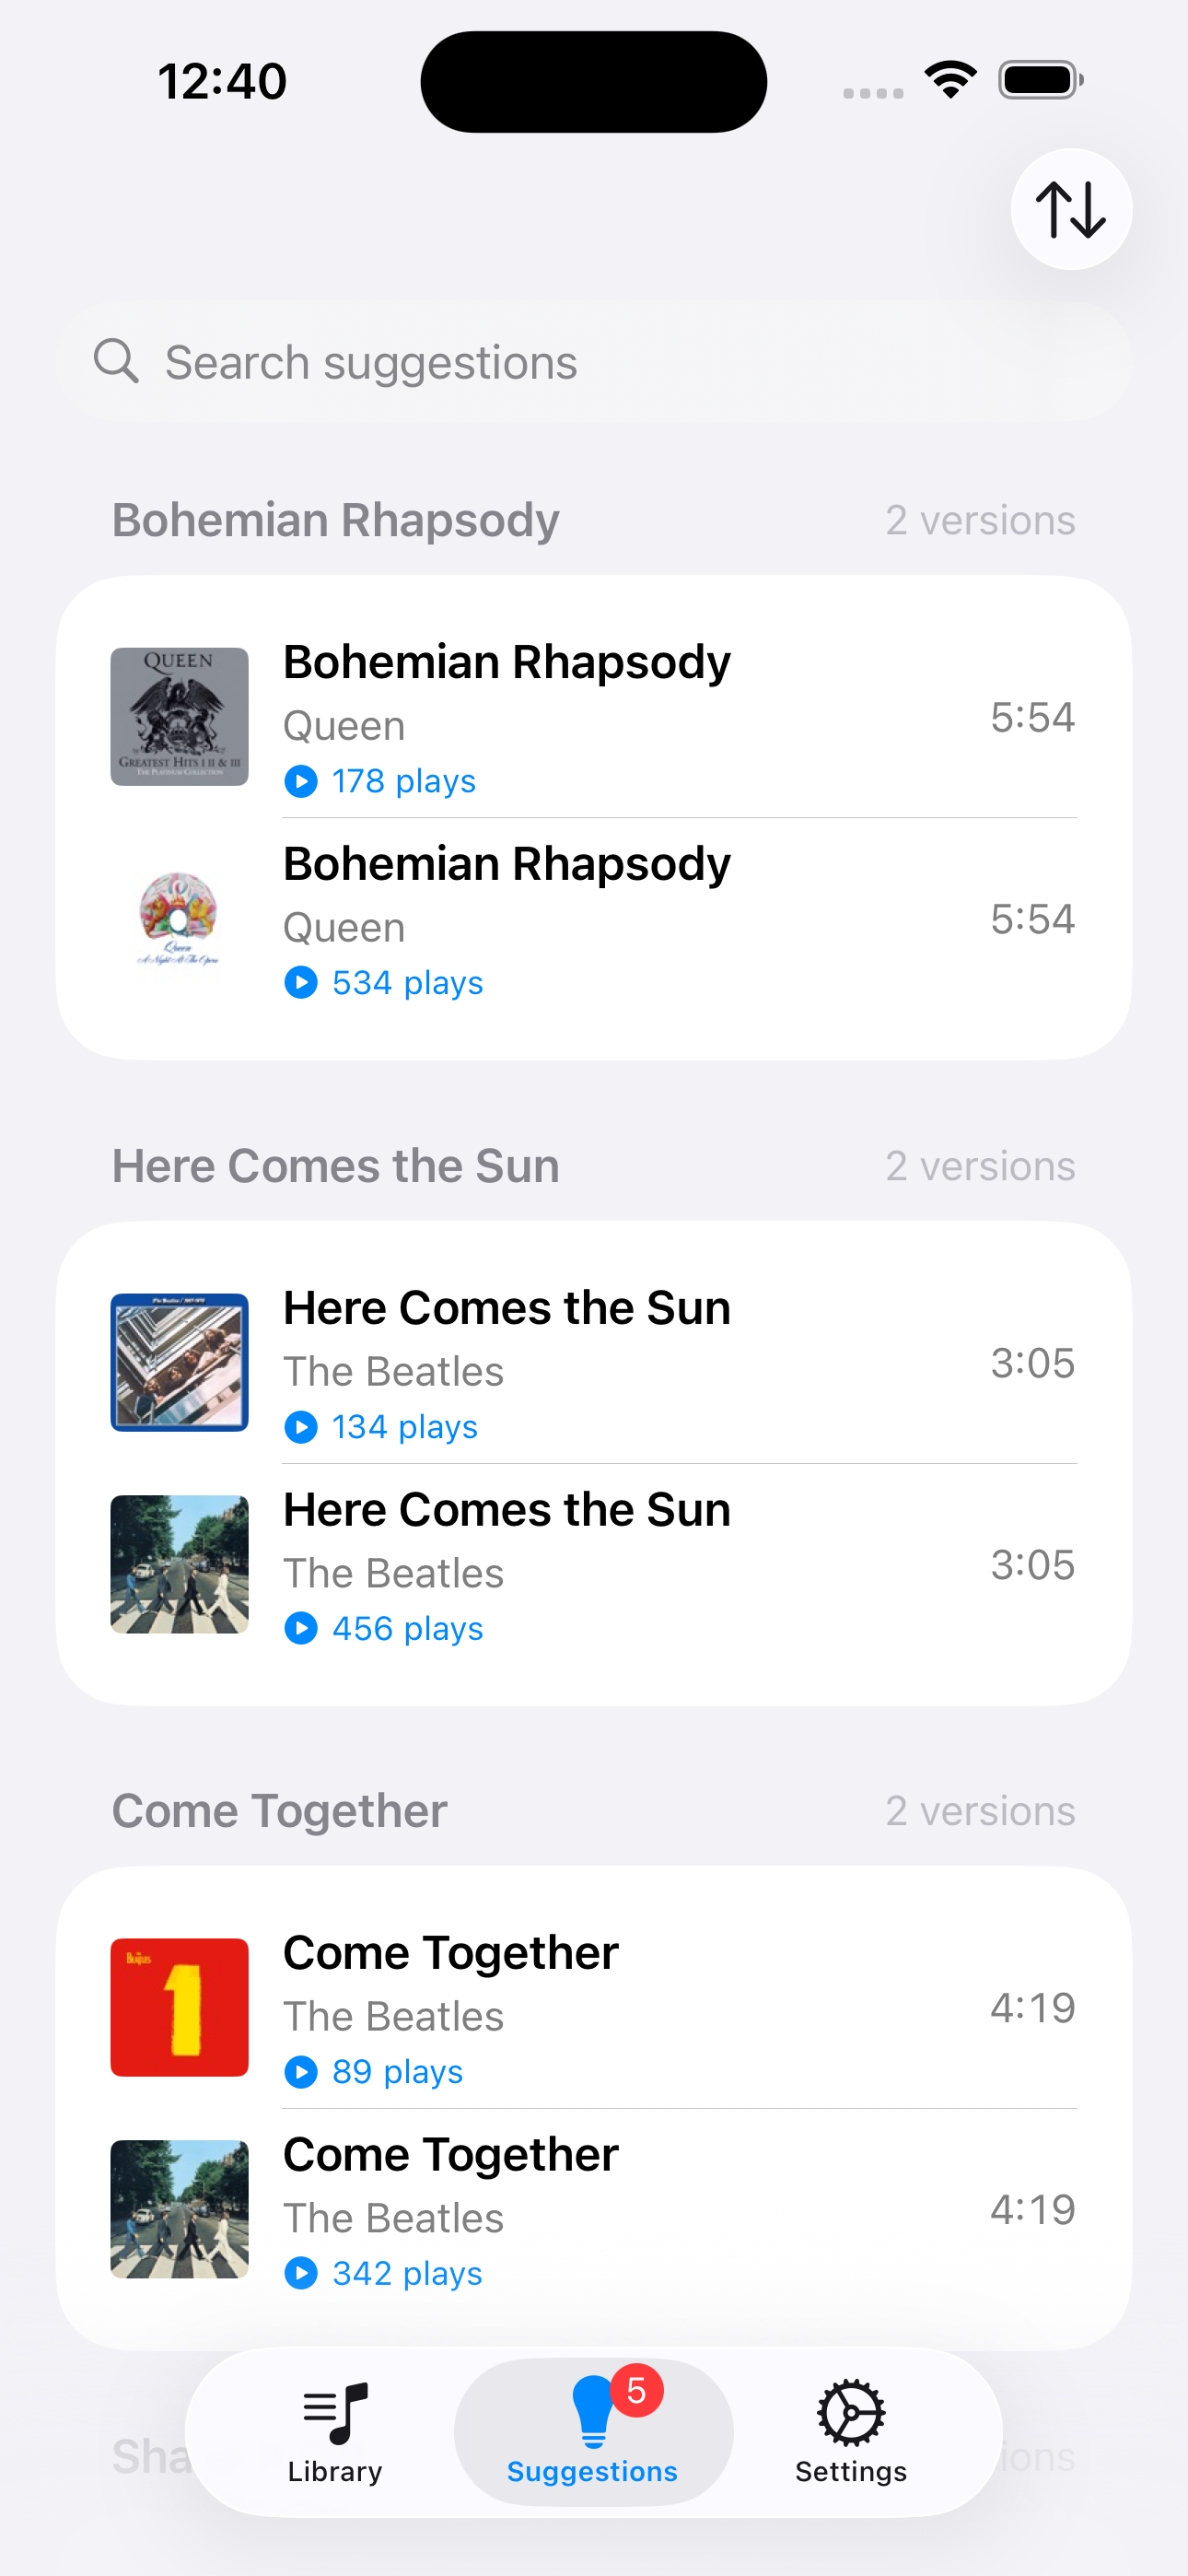 12:40
Search suggestions
Bohemian Rhapsody 2 versions
QUEEN
GREATEST HITS I II & III
THE PLATINUM COLLECTION
Bohemian Rhapsody
Queen
5:54
178 plays
Queen
A Night At The Opera
Bohemian Rhapsody
Queen
5:54
534 plays
Here Comes the Sun 2 versions
The Beatles / 1967-1970
Here Comes the Sun
The Beatles
3:05
134 plays
Here Comes the Sun
The Beatles
3:05
456 plays
Come Together 2 versions
Beatles
1
Come Together
The Beatles
4:19
89 plays
Come Together
The Beatles
4:19
342 plays
Sha ions
5
Library Suggestions Settings